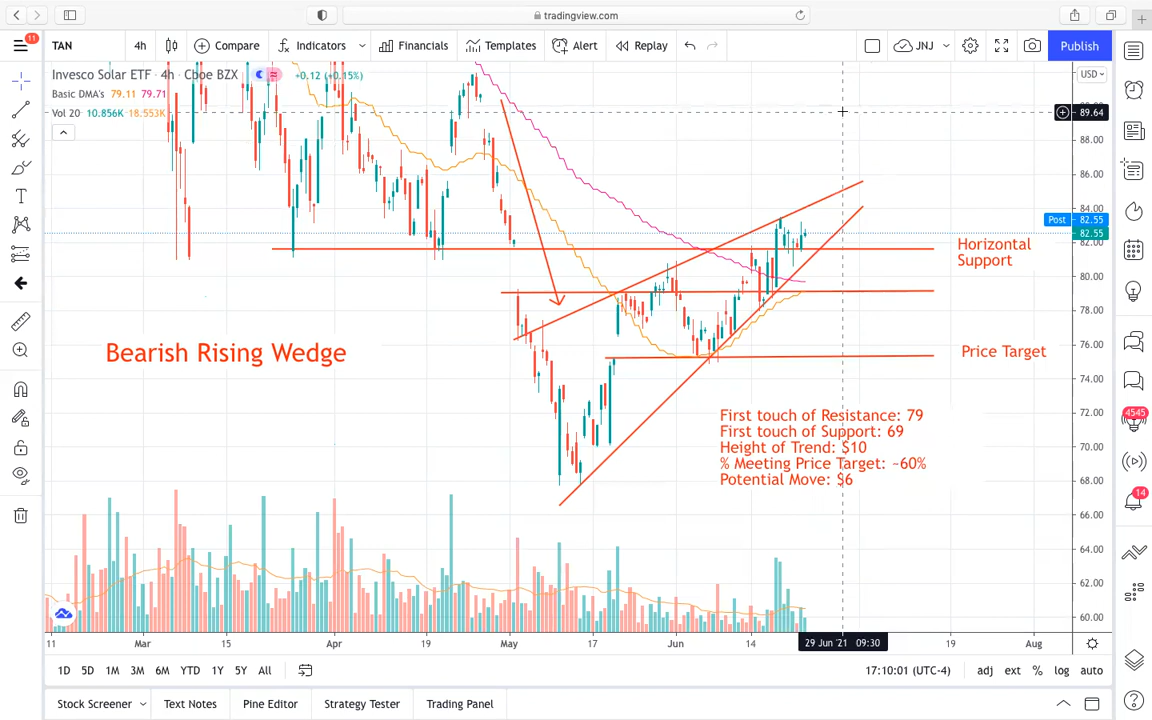 tradingview.com
11
TAN
4h
Compare
Indicators
Financials
Templates
Alert
Replay
JNJ
Publish
Invesco Solar ETF · 4h · Cboe BZX
+0.12 (+0.15%)
USD
Basic DMA's 79.11 79.71
Vol 20 10.856K 18.553K
89.64
88.00
86.00
84.00
Post 82.55
82.55
82.00
80.00
78.00
76.00
74.00
72.00
70.00
68.00
66.00
64.00
62.00
60.00
Horizontal
Support
Bearish Rising Wedge
Price Target
First touch of Resistance: 79
First touch of Support: 69
Height of Trend: $10
% Meeting Price Target: ~60%
Potential Move: $6
4545
14
11
Mar
15
Apr
19
May
17
Jun
14
29 Jun '21 09:30
19
Aug
1D
5D
1M
3M
6M
YTD
1Y
5Y
All
17:10:01 (UTC-4)
adj
ext
%
log
auto
Stock Screener
Text Notes
Pine Editor
Strategy Tester
Trading Panel